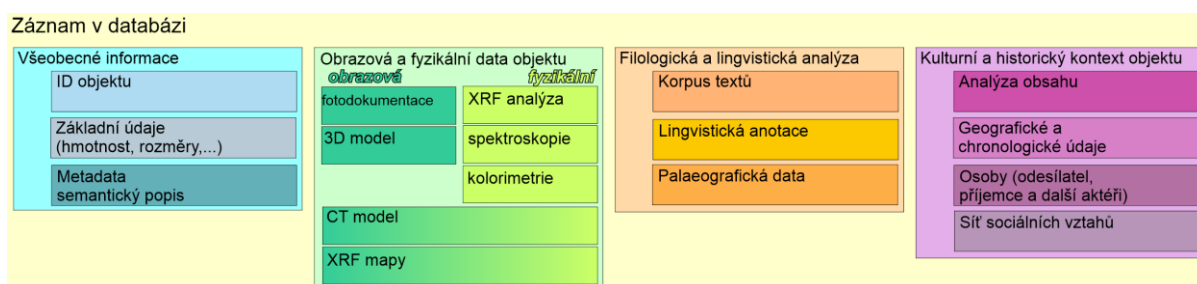 Záznam v databázi
Všeobecné informace
ID objektu
Základní údaje
(hmotnost, rozměry,...)
Metadata
semantický popis
Obrazová a fyzikální data objektu
obrazová
fyzikální
fotodokumentace
3D model
XRF analýza
spektroskopie
kolorimetrie
CT model
XRF mapy
Filologická a lingvistická analýza
Korpus textů
Lingvistická anotace
Palaeografická data
Kulturní a historický kontext objektu
Analýza obsahu
Geografické a
chronologické údaje
Osoby (odesílatel,
příjemce a další aktéři)
Síť sociálních vztahů